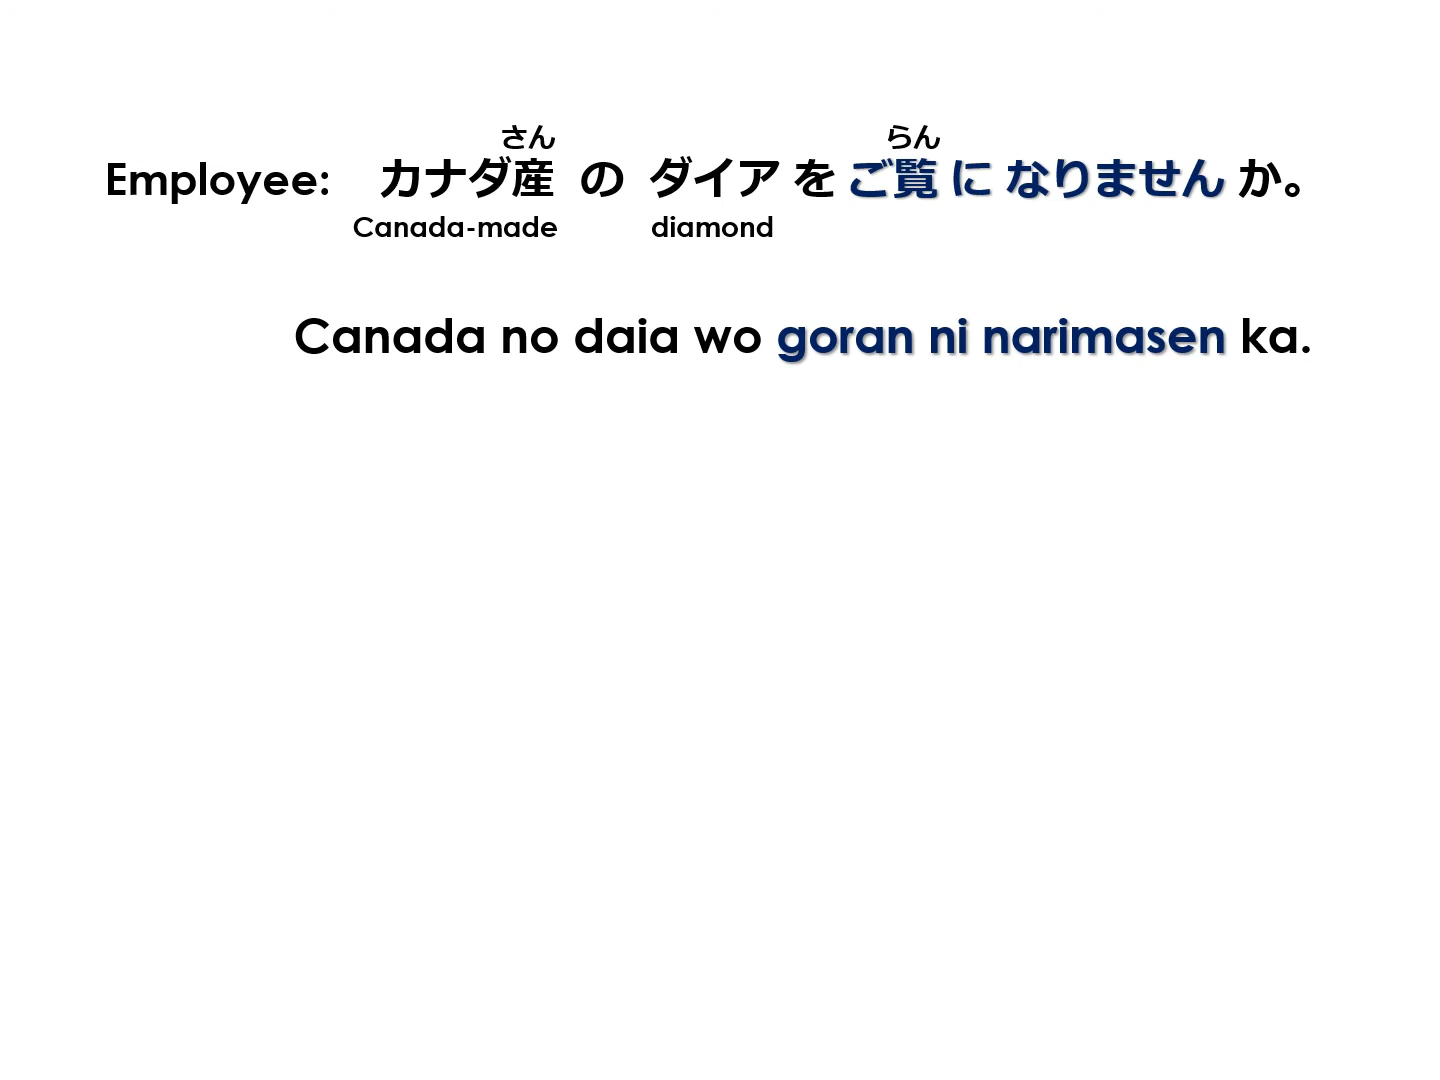 さん らん
Employee: カナダ産 の ダイア を ご覧 に なりません か。
Canada-made diamond
Canada no daia wo goran ni narimasen ka.